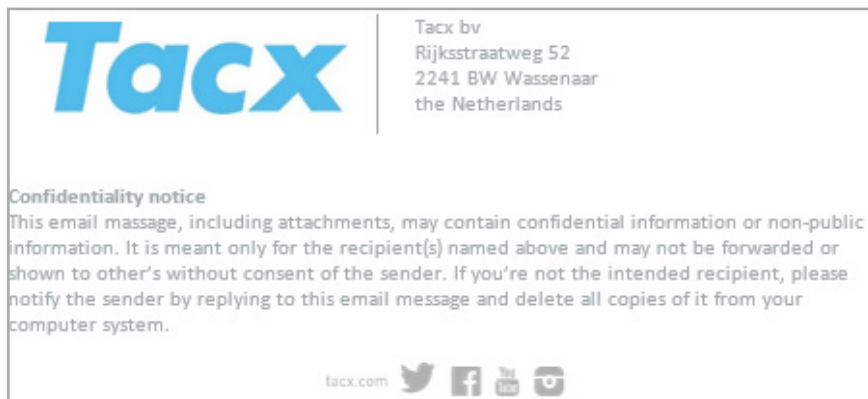 Tacx
Tacx bv
Rijksstraatweg 52
2241 BW Wassenaar
the Netherlands
Confidentiality notice
This email massage, including attachments, may contain confidential information or non-public
information. It is meant only for the recipient(s) named above and may not be forwarded or
shown to other's without consent of the sender. If you're not the intended recipient, please
notify the sender by replying to this email message and delete all copies of it from your
computer system.
tacx.com
You Tube